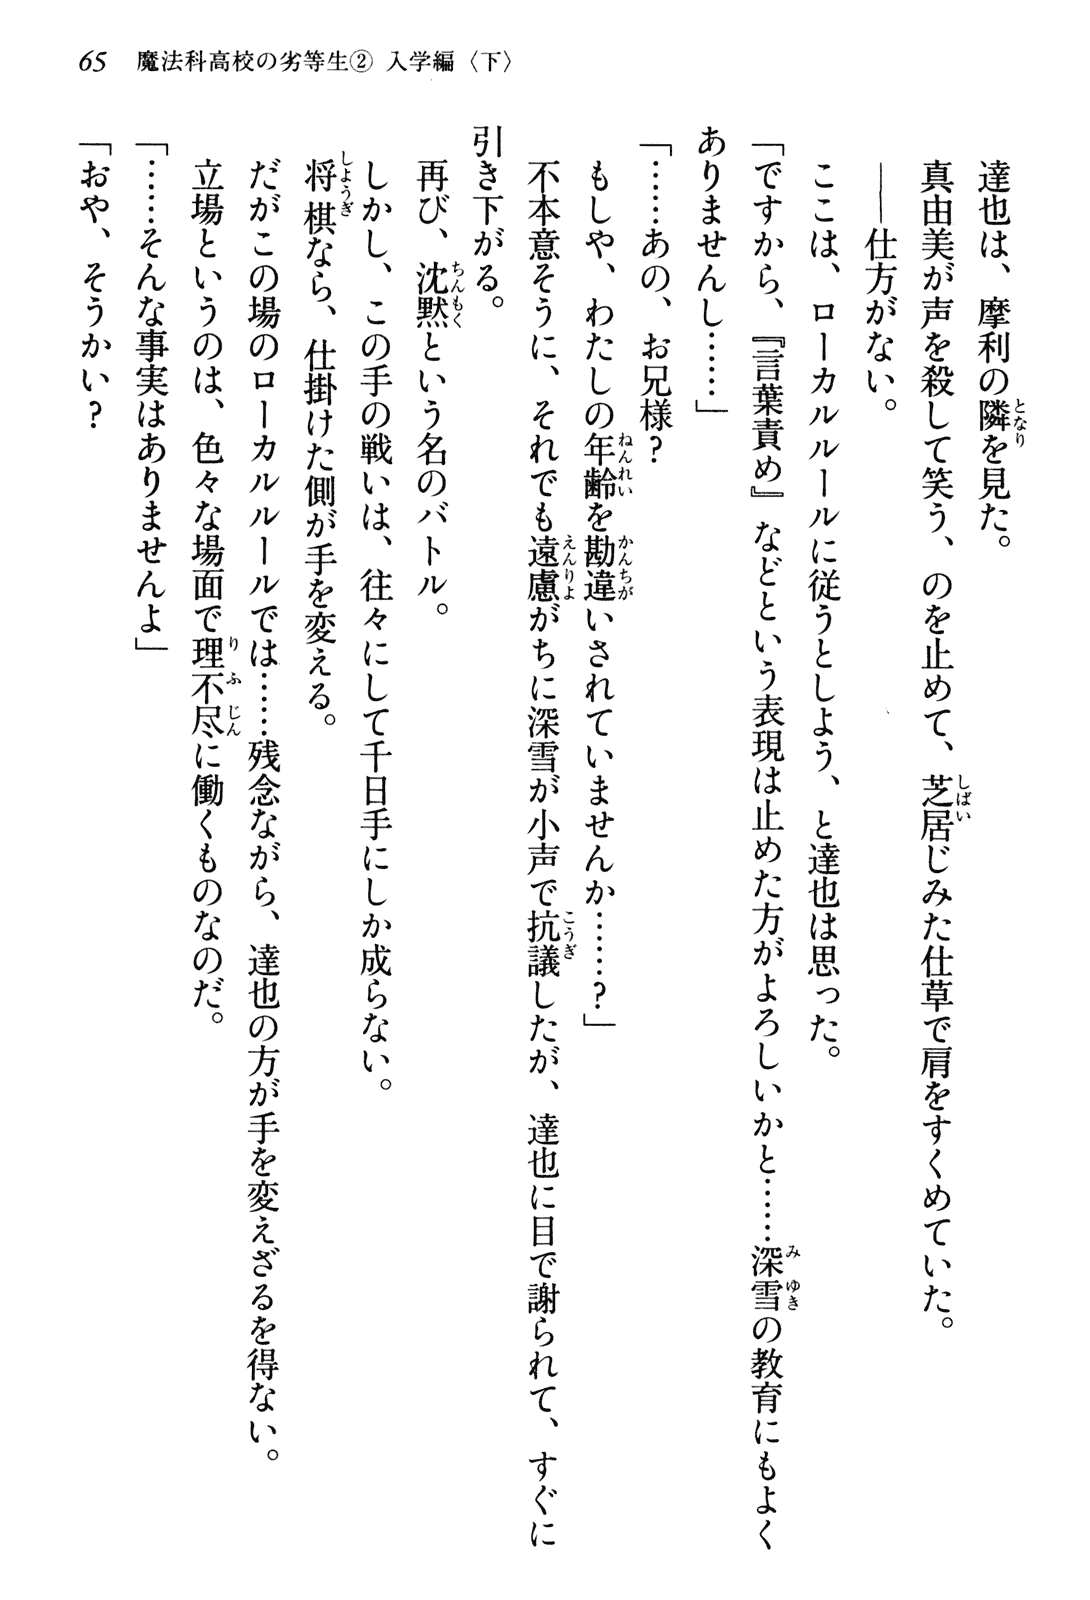 65 魔法科高校の劣等生② 入学編〈下〉
達也は、摩利の隣を見た。
真由美が声を殺して笑う、のを止めて、芝居じみた仕草で肩をすくめていた。
――仕方がない。
ここは、ローカルルールに従うとしよう、と達也は思った。
「ですから、『言葉責め』などという表現は止めた方がよろしいかと……深雪の教育にもよく
ありませんし……」
「……あの、お兄様?
もしや、わたしの年齢を勘違いされていませんか……?」
不本意そうに、それでも遠慮がちに深雪が小声で抗議したが、達也に目で謝られて、すぐに
引き下がる。
再び、沈黙という名のバトル。
しかし、この手の戦いは、往々にして千日手にしか成らない。
将棋なら、仕掛けた側が手を変える。
だがこの場のローカルルールでは……残念ながら、達也の方が手を変えざるを得ない。
立場というのは、色々な場面で理不尽に働くものなのだ。
「……そんな事実はありませんよ」
「おや、そうかい?